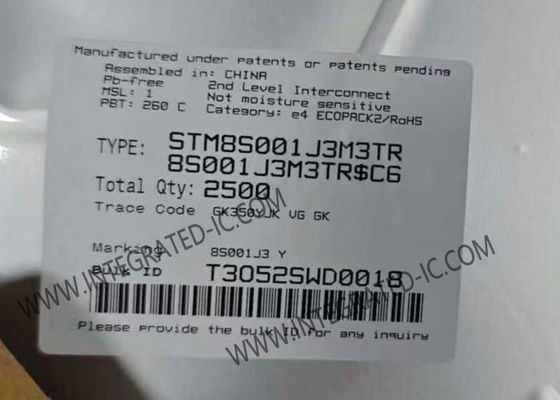 Manufactured under patents or patents pending
Assembled in: CHINA
Pb-free 2nd Level Interconnect
MSL: 1 Not moisture sensitive
PBT: 260 C Category: e4 ECOPACK2/RoHS
TYPE: STM8S001J3M3TR
8S001J3M3TR$C6
Total Qty: 2500
Trace Code GK350YJK VG GK
Marking 8S001J3 Y
Bulk ID T3052SWD0018
Please provide the bulk ID for any inquiry
WWW.INTEGRATED-IC.COM
WWW.INTEGRATED-IC.COM